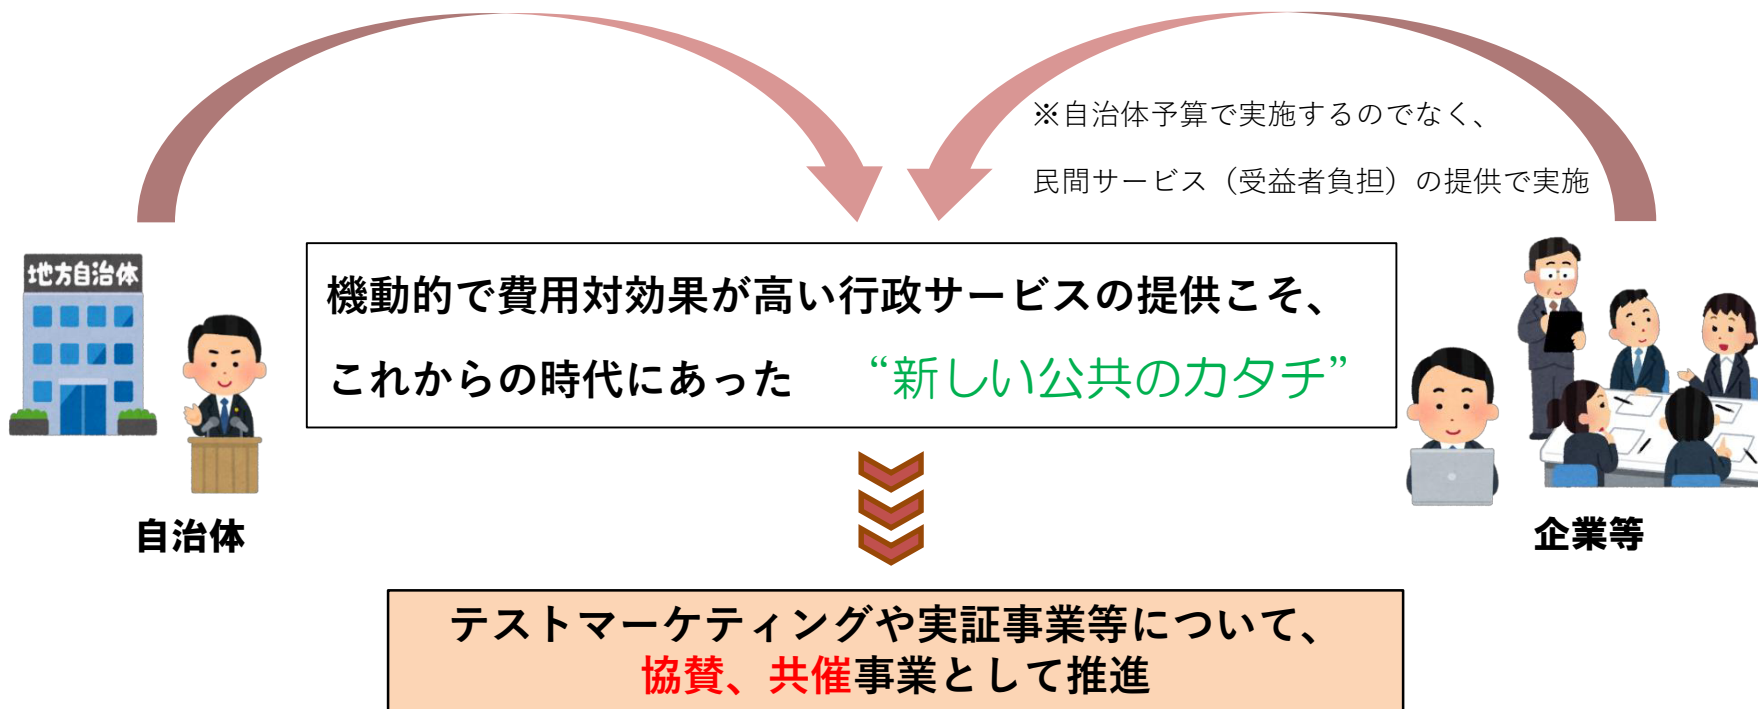 ※自治体予算で実施するのでなく、
民間サービス（受益者負担）の提供で実施
地方自治体
機動的で費用対効果が高い行政サービスの提供こそ、
これからの時代にあった　“新しい公共のカタチ”
自治体
企業等
テストマーケティングや実証事業等について、
協賛、共催事業として推進